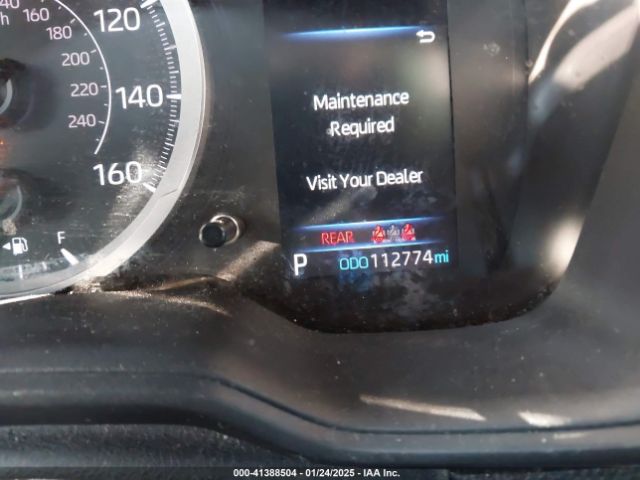 40
h 160
180
200
220
240
120
140
160
F
Maintenance
Required
Visit Your Dealer
REAR
P
ODO 112774 mi
000-41388504 - 01/24/2025 - IAA Inc.